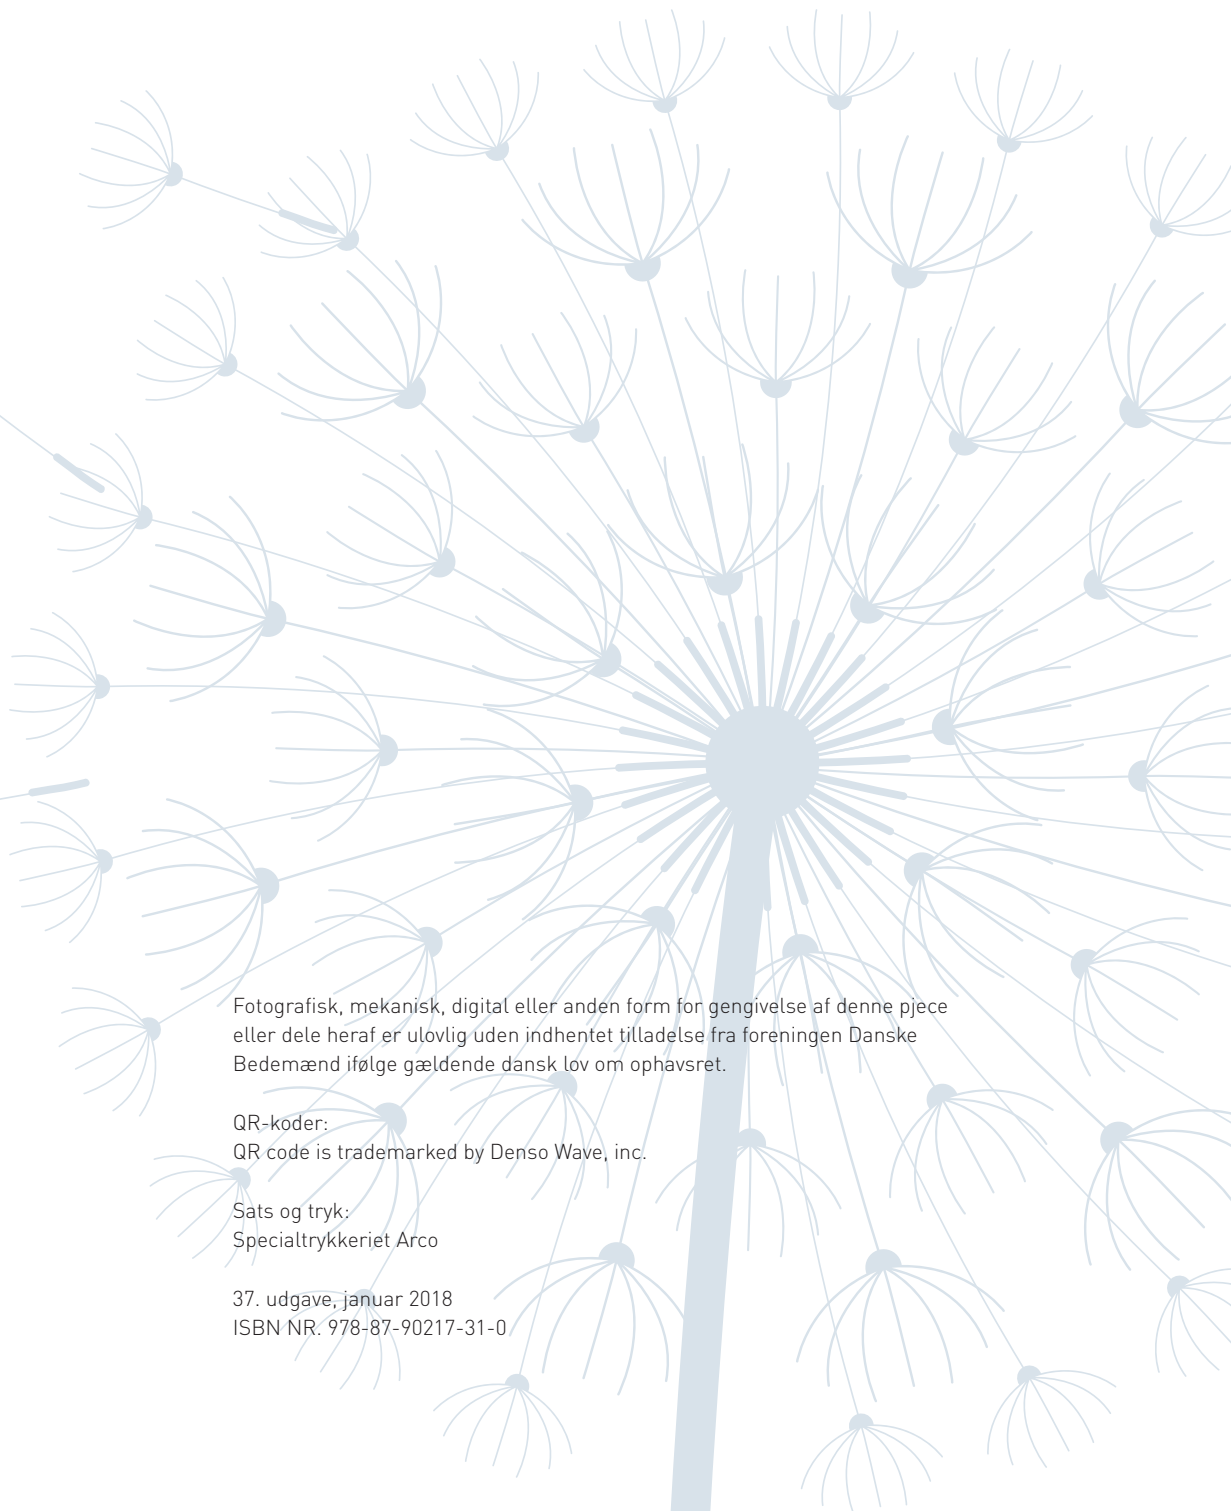 Fotografisk, mekanisk, digital eller anden form for gengivelse af denne pjece
eller dele heraf er ulovlig uden indhentet tilladelse fra foreningen Danske
Bedemænd ifølge gældende dansk lov om ophavsret.
QR-koder:
QR code is trademarked by Denso Wave, inc.
Sats og tryk:
Specialtrykkeriet Arco
37. udgave, januar 2018
ISBN NR. 978-87-90217-31-0